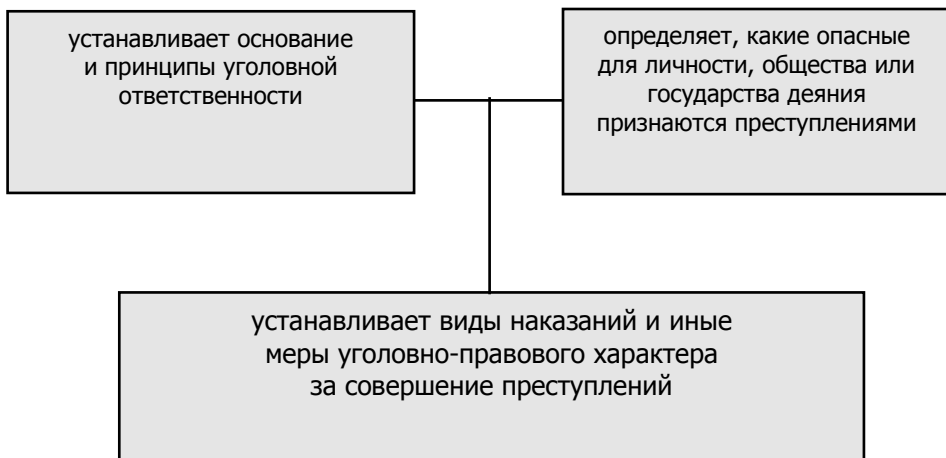 устанавливает основание
и принципы уголовной
ответственности
определяет, какие опасные
для личности, общества или
государства деяния
признаются преступлениями
устанавливает виды наказаний и иные
меры уголовно-правового характера
за совершение преступлений